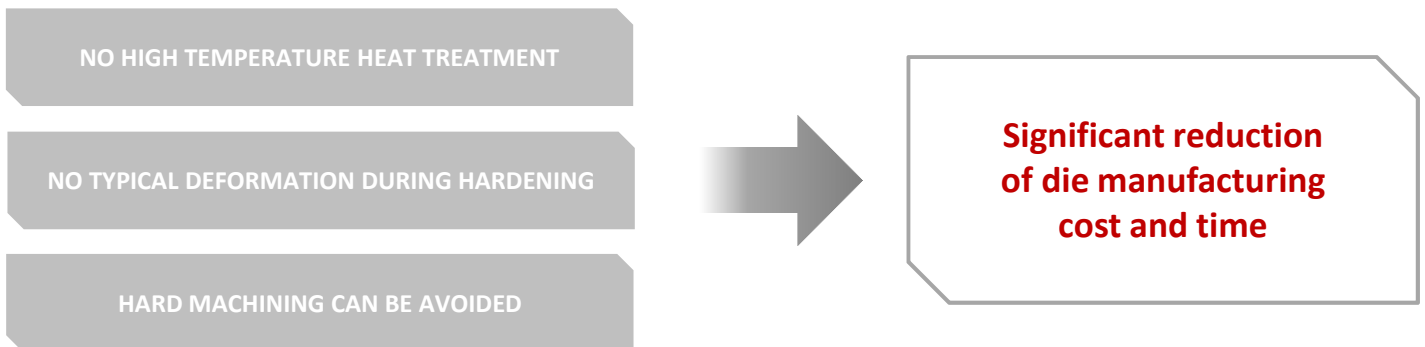 NO HIGH TEMPERATURE HEAT TREATMENT
NO TYPICAL DEFORMATION DURING HARDENING
HARD MACHINING CAN BE AVOIDED
Significant reduction
of die manufacturing
cost and time